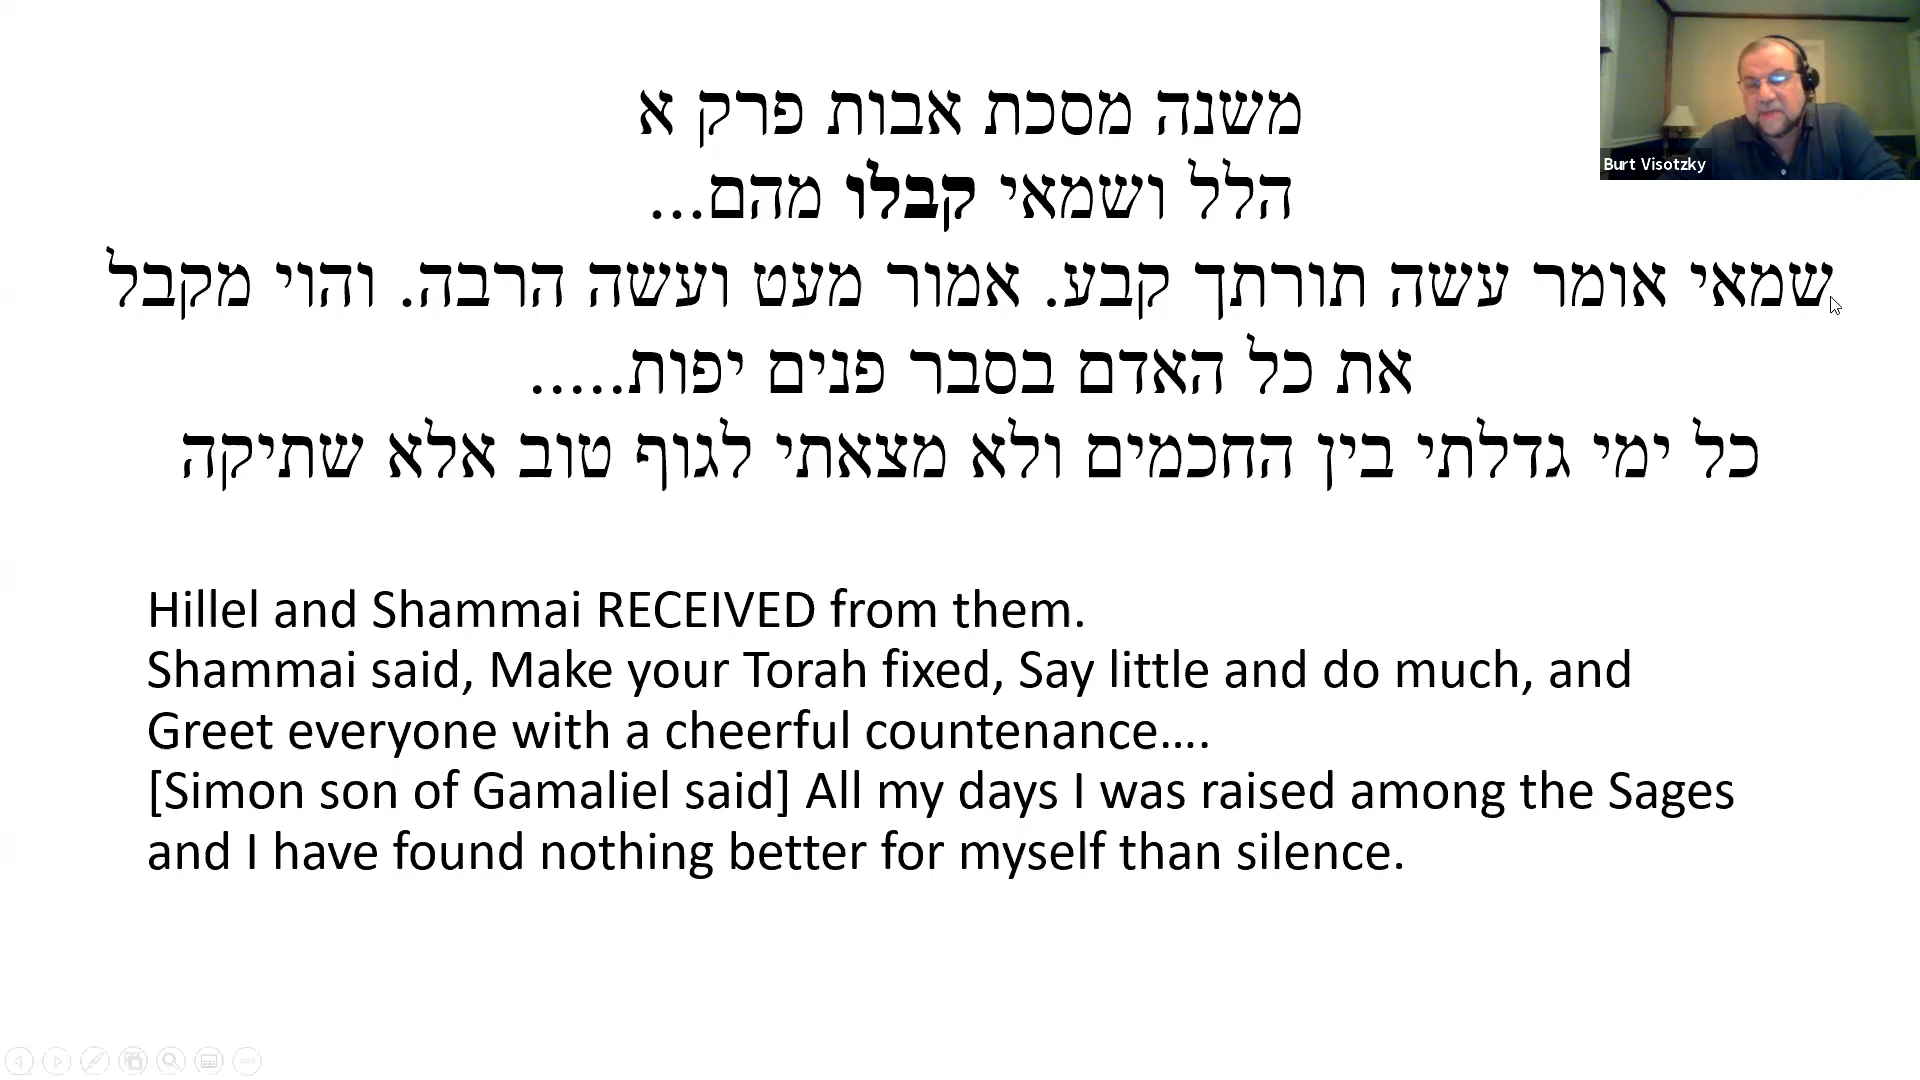 משנה מסכת אבות פרק א
הלל ושמאי קבלו מהם...
שמאי אומר עשה תורתך קבע. אמור מעט ועשה הרבה. והוי מקבל
את כל האדם בסבר פנים יפות.....
כל ימי גדלתי בין החכמים ולא מצאתי לגוף טוב אלא שתיקה
Hillel and Shammai RECEIVED from them.
Shammai said, Make your Torah fixed, Say little and do much, and
Greet everyone with a cheerful countenance....
[Simon son of Gamaliel said] All my days I was raised among the Sages
and I have found nothing better for myself than silence.
Burt Visotzky